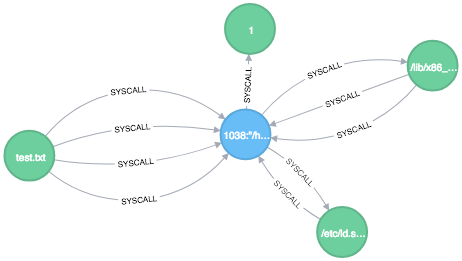 1
SYSCALL
/lib/x86_...
SYSCALL
SYSCALL
SYSCALL
SYSCALL
SYSCALL
1038:"/h...
SYSCALL
test.txt
SYSCALL
SYSCALL
SYSCALL
SYSCALL
/etc/ld.s...